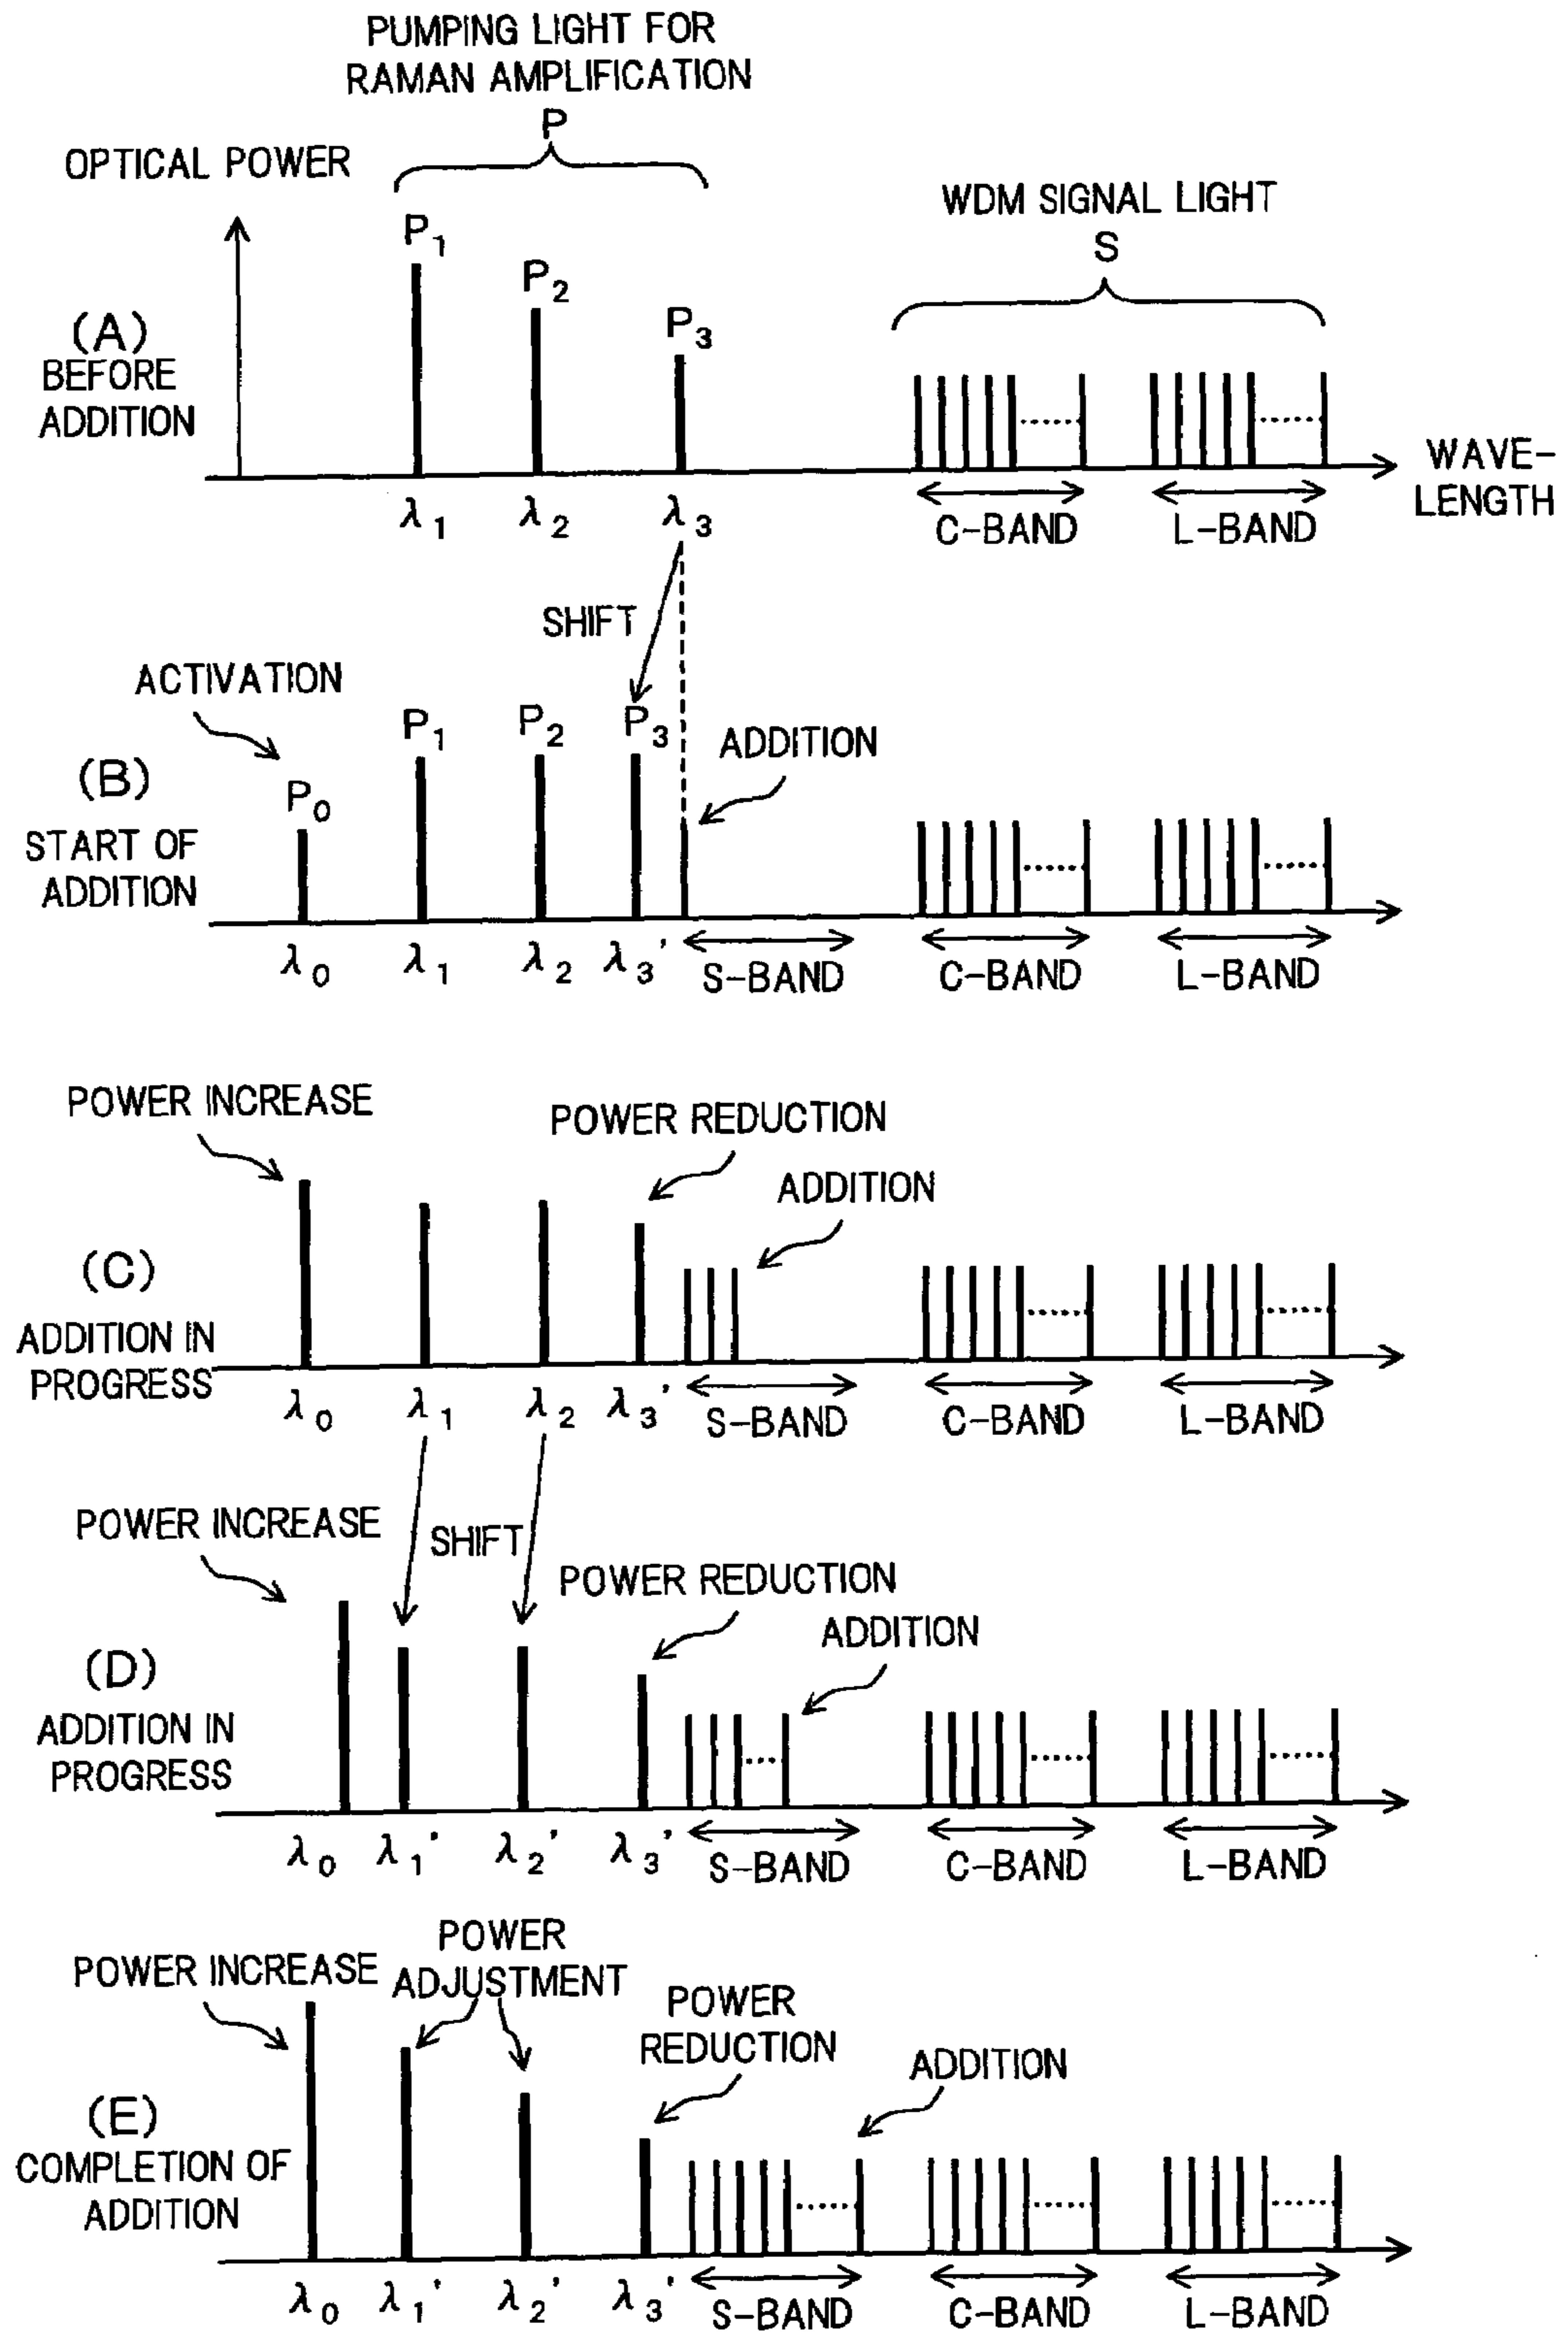 PUMPING LIGHT FOR
RAMAN AMPLIFICATION
P
OPTICAL POWER
WDM SIGNAL LIGHT
S
P1
P2
P3
(A)
BEFORE
ADDITION
WAVE-
LENGTH
λ1 λ2 λ3
C-BAND L-BAND
SHIFT
ACTIVATION
P0
P1
P2
P3
ADDITION
(B)
START OF
ADDITION
λ0 λ1 λ2 λ3'
S-BAND C-BAND L-BAND
POWER INCREASE
POWER REDUCTION
ADDITION
(C)
ADDITION IN
PROGRESS
λ0 λ1 λ2 λ3'
S-BAND C-BAND L-BAND
POWER INCREASE
SHIFT
POWER REDUCTION
ADDITION
(D)
ADDITION IN
PROGRESS
λ0 λ1' λ2' λ3'
S-BAND C-BAND L-BAND
POWER INCREASE
POWER
ADJUSTMENT
POWER
REDUCTION
ADDITION
(E)
COMPLETION OF
ADDITION
λ0 λ1' λ2' λ3'
S-BAND C-BAND L-BAND